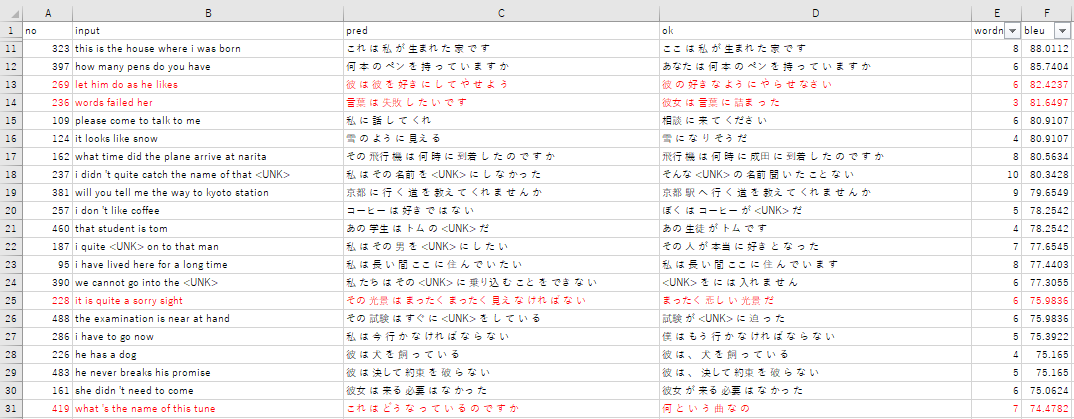 A B C D E F
1 no input pred ok wordn bleu
11 323 this is the house where i was born これ は 私 が 生まれ た 家 です ここ は 私 が 生まれ た 家 です 8 88.0112
12 397 how many pens do you have 何 本 の ペン を 持っ て い ます か あなた は 何 本 の ペン を 持っ て い ます か 6 85.7404
13 269 let him do as he likes 彼 は 彼 を 好き に し て やせ よう 彼 の 好き な よう に やら せ なさい 6 82.4237
14 236 words failed her 言葉 は 失敗 し たい です 彼女 は 言葉 に 詰まっ た 3 81.6497
15 109 please come to talk to me 私 に 話 し て くれ 相談 に 来 て ください 6 80.9107
16 124 it looks like snow 雪 の よう に 見える 雪 に なり そう だ 4 80.9107
17 162 what time did the plane arrive at narita その 飛行 機 は 何 時 に 到着 し た の です か 飛行 機 は 何 時 に 成田 に 到着 し た の です か 8 80.5634
18 237 i didn 't quite catch the name of that <UNK> 私 は その 名前 を <UNK> に し なかっ た そんな <UNK> の 名前 聞い た こと ない 10 80.3428
19 381 will you tell me the way to kyoto station 京都 に 行く 道 を 教え て くれ ませ ん か 京都 駅 へ 行く 道 を 教え て くれ ませ ん か 9 79.6549
20 257 i don 't like coffee コーヒー は 好き で は ない ぼく は コーヒー が <UNK> だ 5 78.2542
21 460 that student is tom あの 学生 は トム の <UNK> だ あの 生徒 が トム です 4 78.2542
22 187 i quite <UNK> on to that man 私 は その 男 を <UNK> に し たい その 人 が 本当 に 好き と なっ た 7 77.6545
23 95 i have lived here for a long time 私 は 長い 間 ここ に 住ん で い たい 私 は 長い 間 ここ に 住ん で い ます 8 77.4403
24 390 we cannot go into the <UNK> 私 たち は その <UNK> に 乗り込む こと を でき ない <UNK> を に は 入れ ませ ん 6 77.3055
25 228 it is quite a sorry sight その 光景 は まったく まったく 見え なけれ ば ない まったく 悲しい 光景 だ 6 75.9836
26 488 the examination is near at hand その 試験 は すぐ に <UNK> を し て いる 試験 が <UNK> に 迫っ た 6 75.9836
27 286 i have to go now 私 は 今 行か なけれ ば なら ない 僕 は もう 行か なけれ ば なら ない 5 75.3922
28 226 he has a dog 彼 は 犬 を 飼っ て いる 彼 は 、 犬 を 飼っ て いる 4 75.165
29 483 he never breaks his promise 彼 は 決して 約束 を 破ら ない 彼 は 、 決して 約束 を 破ら ない 5 75.165
30 161 she didn 't need to come 彼女 は 来る 必要 は なかっ た 彼女 が 来る 必要 は なかっ た 6 75.0624
31 419 what 's the name of this tune これ は どう なっ て いる の です か 何 と いう 曲 な の 7 74.4782